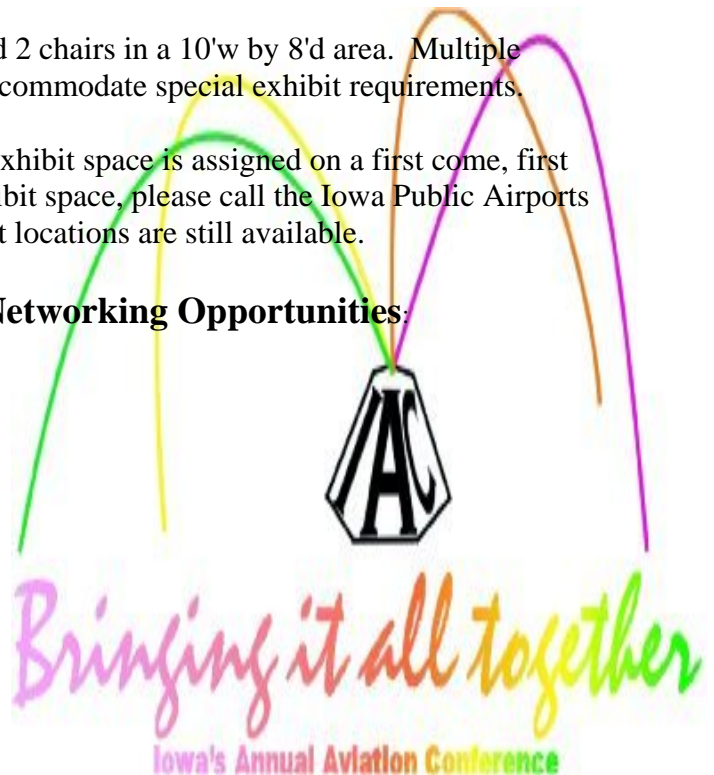 d 2 chairs in a 10'w by 8'd area. Multiple
commodate special exhibit requirements.
xhibit space is assigned on a first come, first
ibit space, please call the Iowa Public Airports
t locations are still available.
Networking Opportunities:
IAC
Bringing it all together
Iowa's Annual Aviation Conference